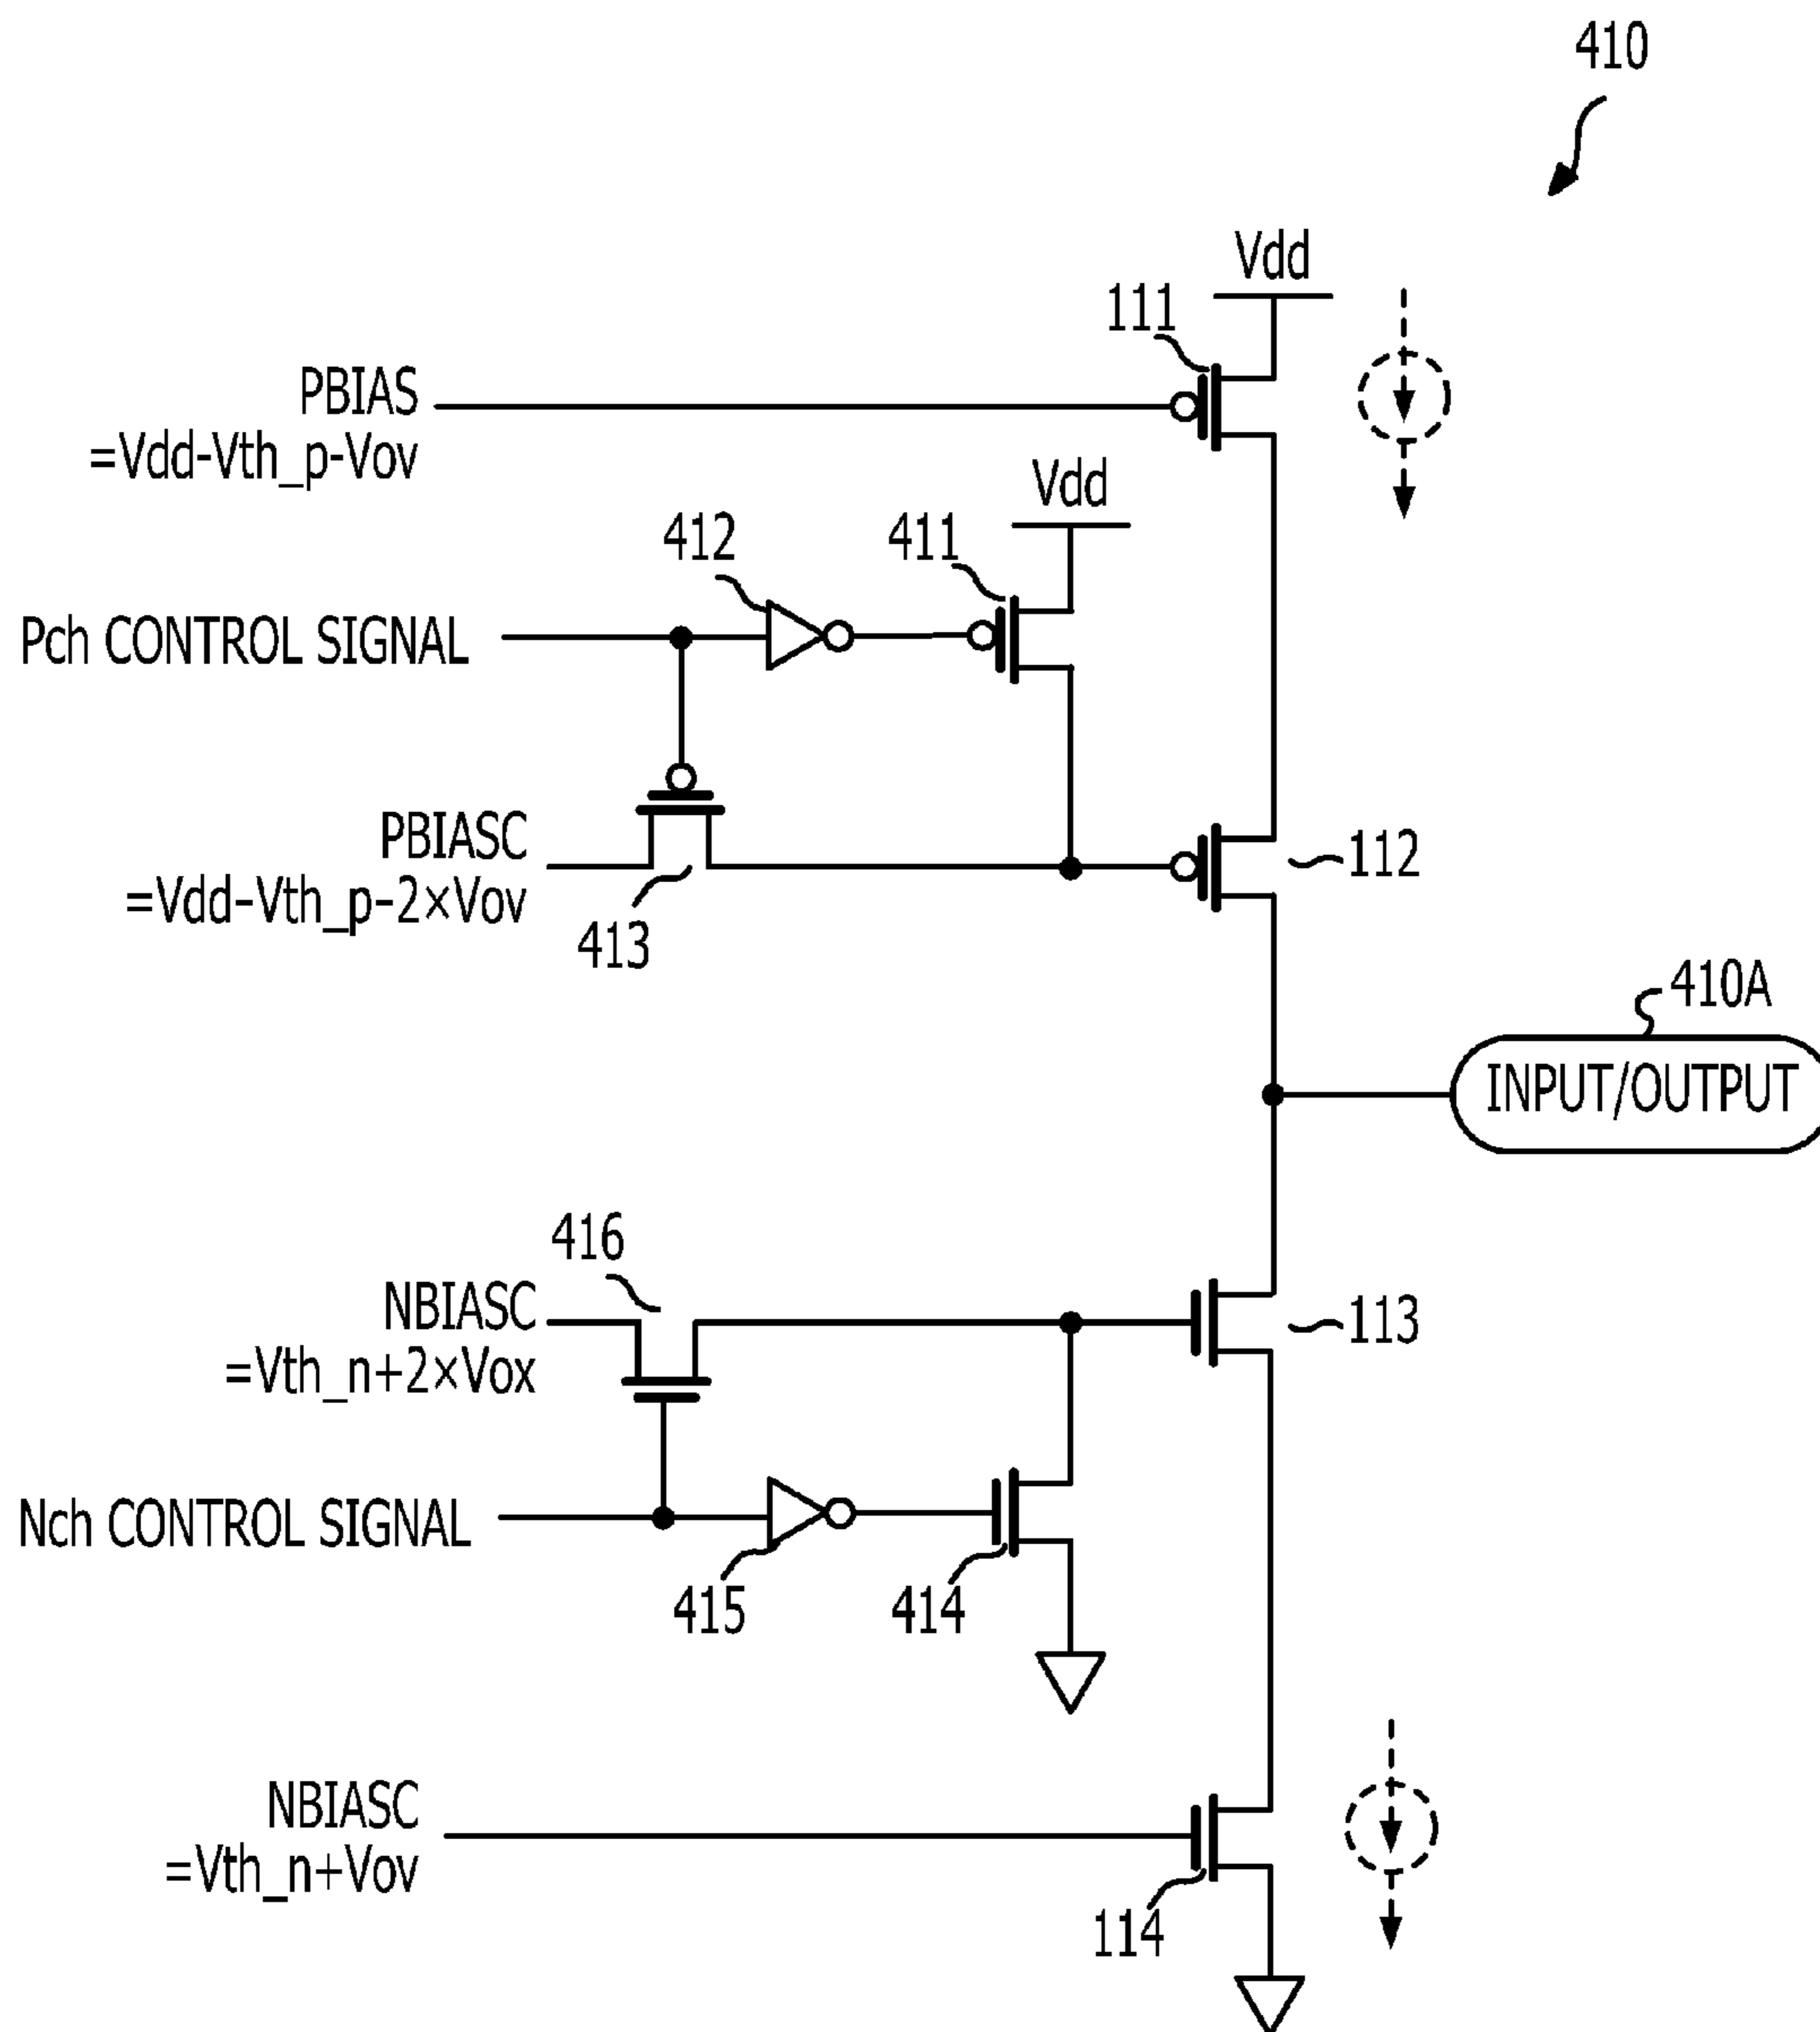 410
Vdd
111
PBIAS
=Vdd-Vth_p-Vov
Vdd
412
411
Pch CONTROL SIGNAL
PBIASC
=Vdd-Vth_p-2×Vov
413
112
410A
INPUT/OUTPUT
416
NBIASC
=Vth_n+2×Vox
113
Nch CONTROL SIGNAL
415
414
NBIASC
=Vth_n+Vov
114